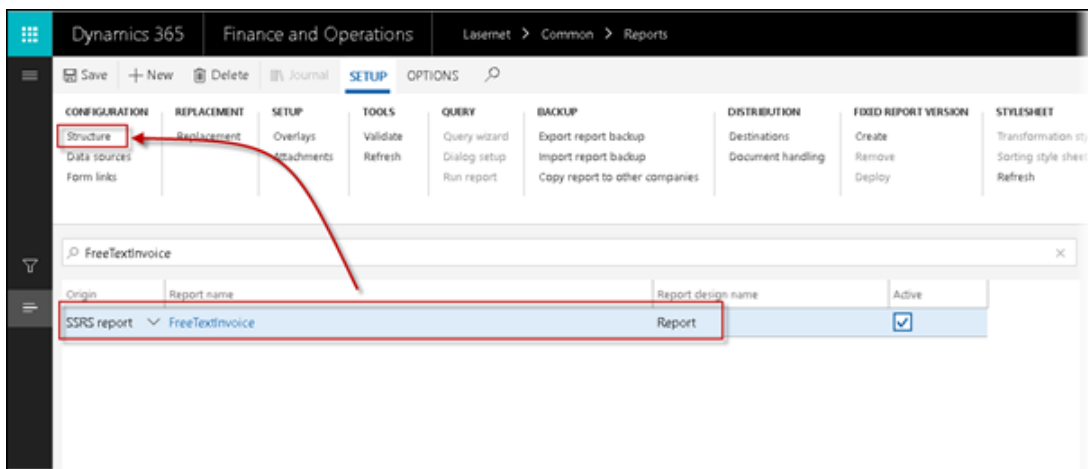 Dynamics 365 Finance and Operations Lasernet > Common > Reports
Save + New Delete Journal SETUP OPTIONS
CONFIGURATION REPLACEMENT SETUP TOOLS QUERY BACKUP DISTRIBUTION FIXED REPORT VERSION STYLESHEET
Structure Replacement Overlays Validate Query wizard Export report backup Destinations Create Transformation
Data sources Attachments Refresh Dialog setup Import report backup Document handling Remove Sorting style
Form links Run report Copy report to other companies Deploy Refresh
FreeTextInvoice
Origin Report name Report design name Active
SSRS report FreeTextInvoice Report